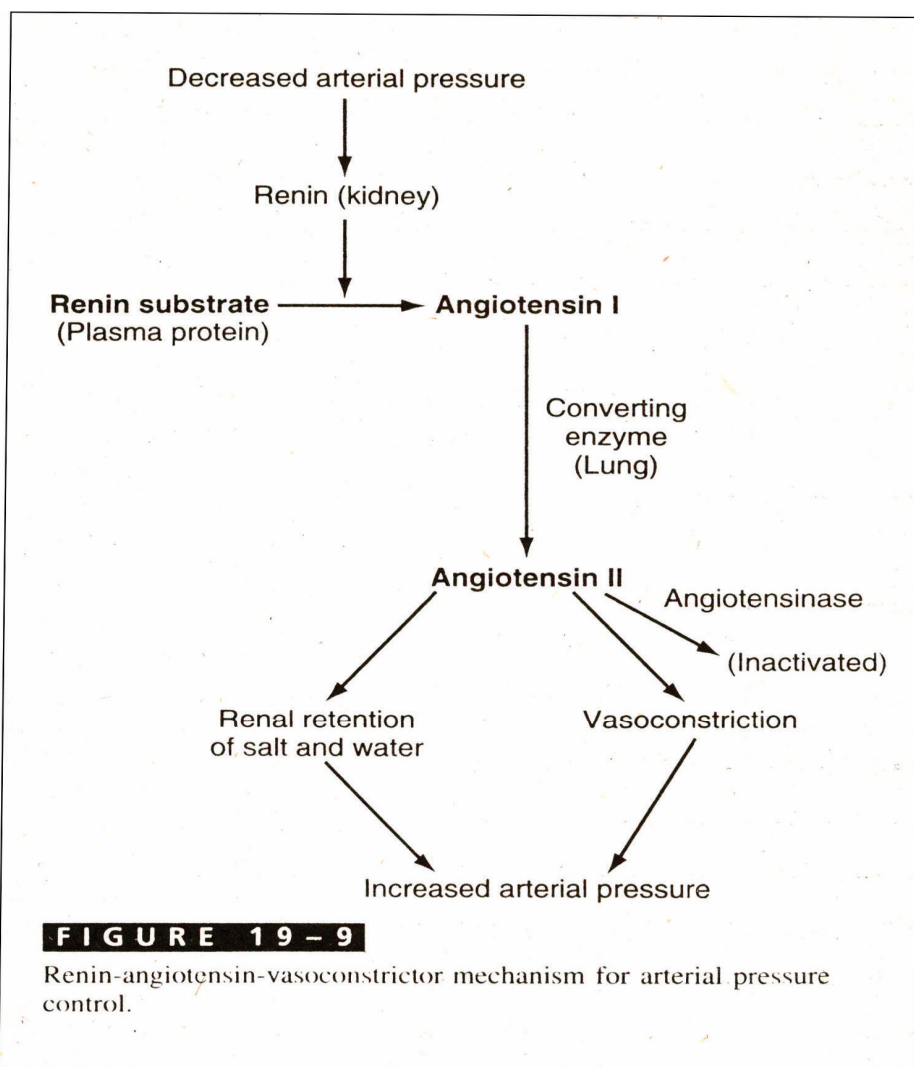 Decreased arterial pressure
Renin (kidney)
Renin substrate
(Plasma protein)
Angiotensin I
Converting
enzyme
(Lung)
Angiotensin II
Angiotensinase
(Inactivated)
Renal retention
of salt and water
Vasoconstriction
Increased arterial pressure
FIGURE 19–9
Renin-angiotensin-vasoconstrictor mechanism for arterial pressure
control.